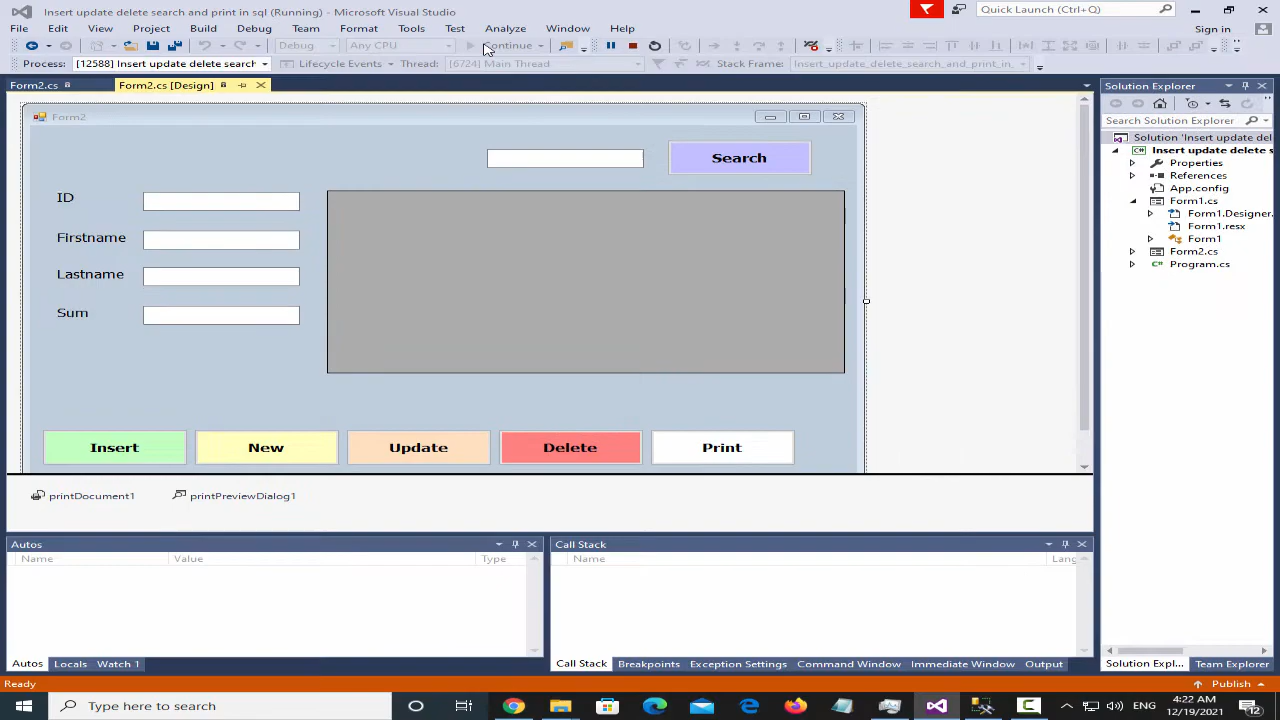 Insert update delete search and print in sql (Running) - Microsoft Visual Studio
Quick Launch (Ctrl+Q)
File Edit View Project Build Debug Team Format Tools Test Analyze Window Help
Sign in
Debug Any CPU Continue
Process: [12588] Insert update delete search Lifecycle Events Thread: [6724] Main Thread Stack Frame: Insert_update_delete_search_and_print_in_
Form2.cs Form2.cs [Design]
Solution Explorer
Search Solution Explorer
Form2
Search
ID
Firstname
Lastname
Sum
Insert New Update Delete Print
Solution 'Insert update del
Insert update delete s
Properties
References
App.config
Form1.cs
Form1.Designer.
Form1.resx
Form1
Form2.cs
Program.cs
printDocument1 printPreviewDialog1
Autos
Name Value Type
Call Stack
Name Lang
Autos Locals Watch 1
Call Stack Breakpoints Exception Settings Command Window Immediate Window Output
Solution Expl... Team Explorer
Ready
Publish
Type here to search
4:22 AM
12/19/2021
12